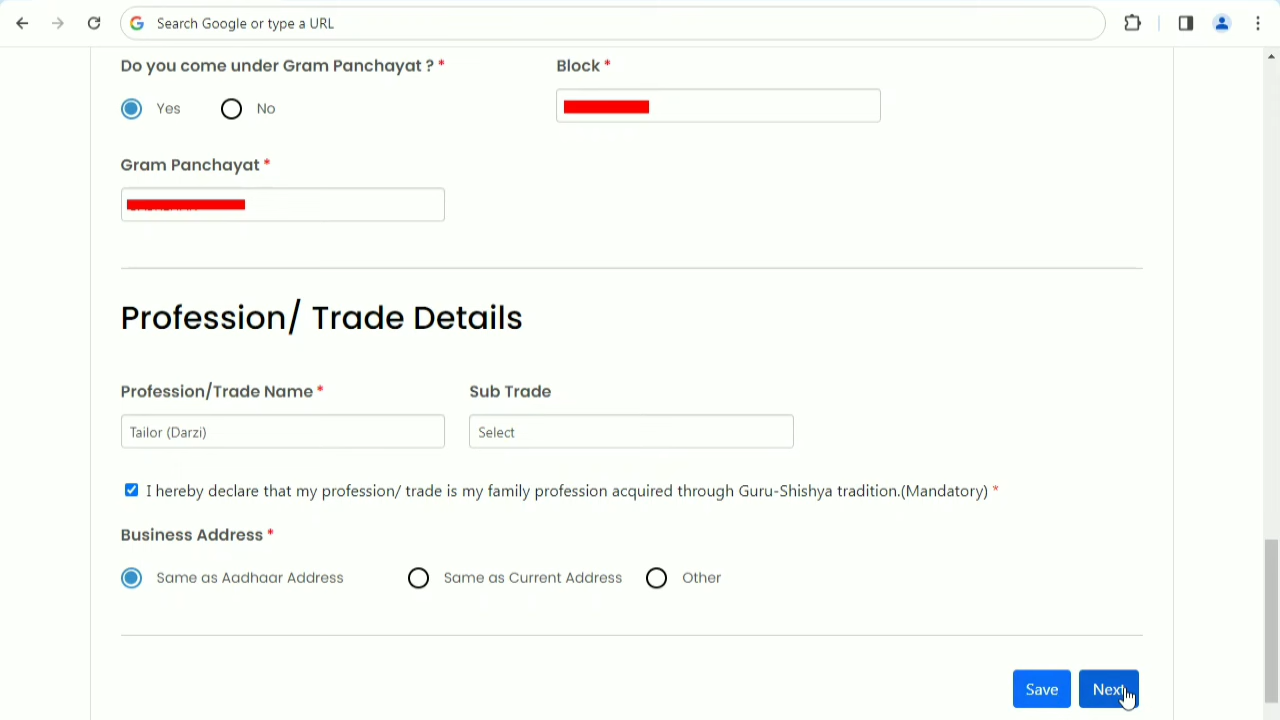 Search Google or type a URL
Do you come under Gram Panchayat ? *
Block *
Yes
No
Gram Panchayat *
Profession/ Trade Details
Profession/Trade Name *
Sub Trade
Tailor (Darzi)
Select
I hereby declare that my profession/ trade is my family profession acquired through Guru-Shishya tradition.(Mandatory) *
Business Address *
Same as Aadhaar Address
Same as Current Address
Other
Save
Next